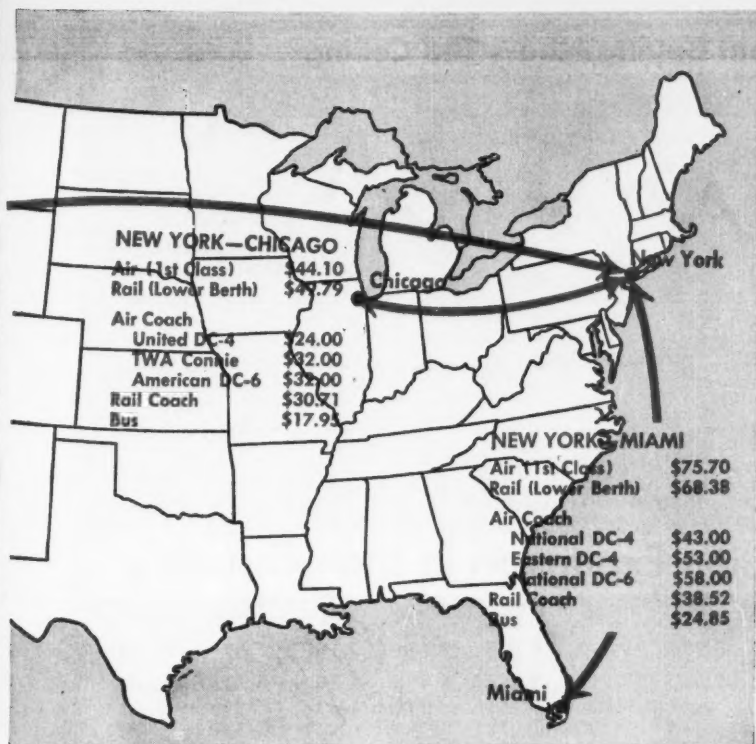 NEW YORK—CHICAGO
Air (1st Class) $44.10
Rail (Lower Berth) $49.79
Air Coach
United DC-4 $24.00
TWA Connie $32.00
American DC-6 $32.00
Rail Coach $30.71
Bus $17.95
Chicago
New York
NEW YORK—MIAMI
Air (1st Class) $75.70
Rail (Lower Berth) $68.38
Air Coach
National DC-4 $43.00
Eastern DC-4 $53.00
National DC-6 $58.00
Rail Coach $38.52
Bus $24.85
Miami